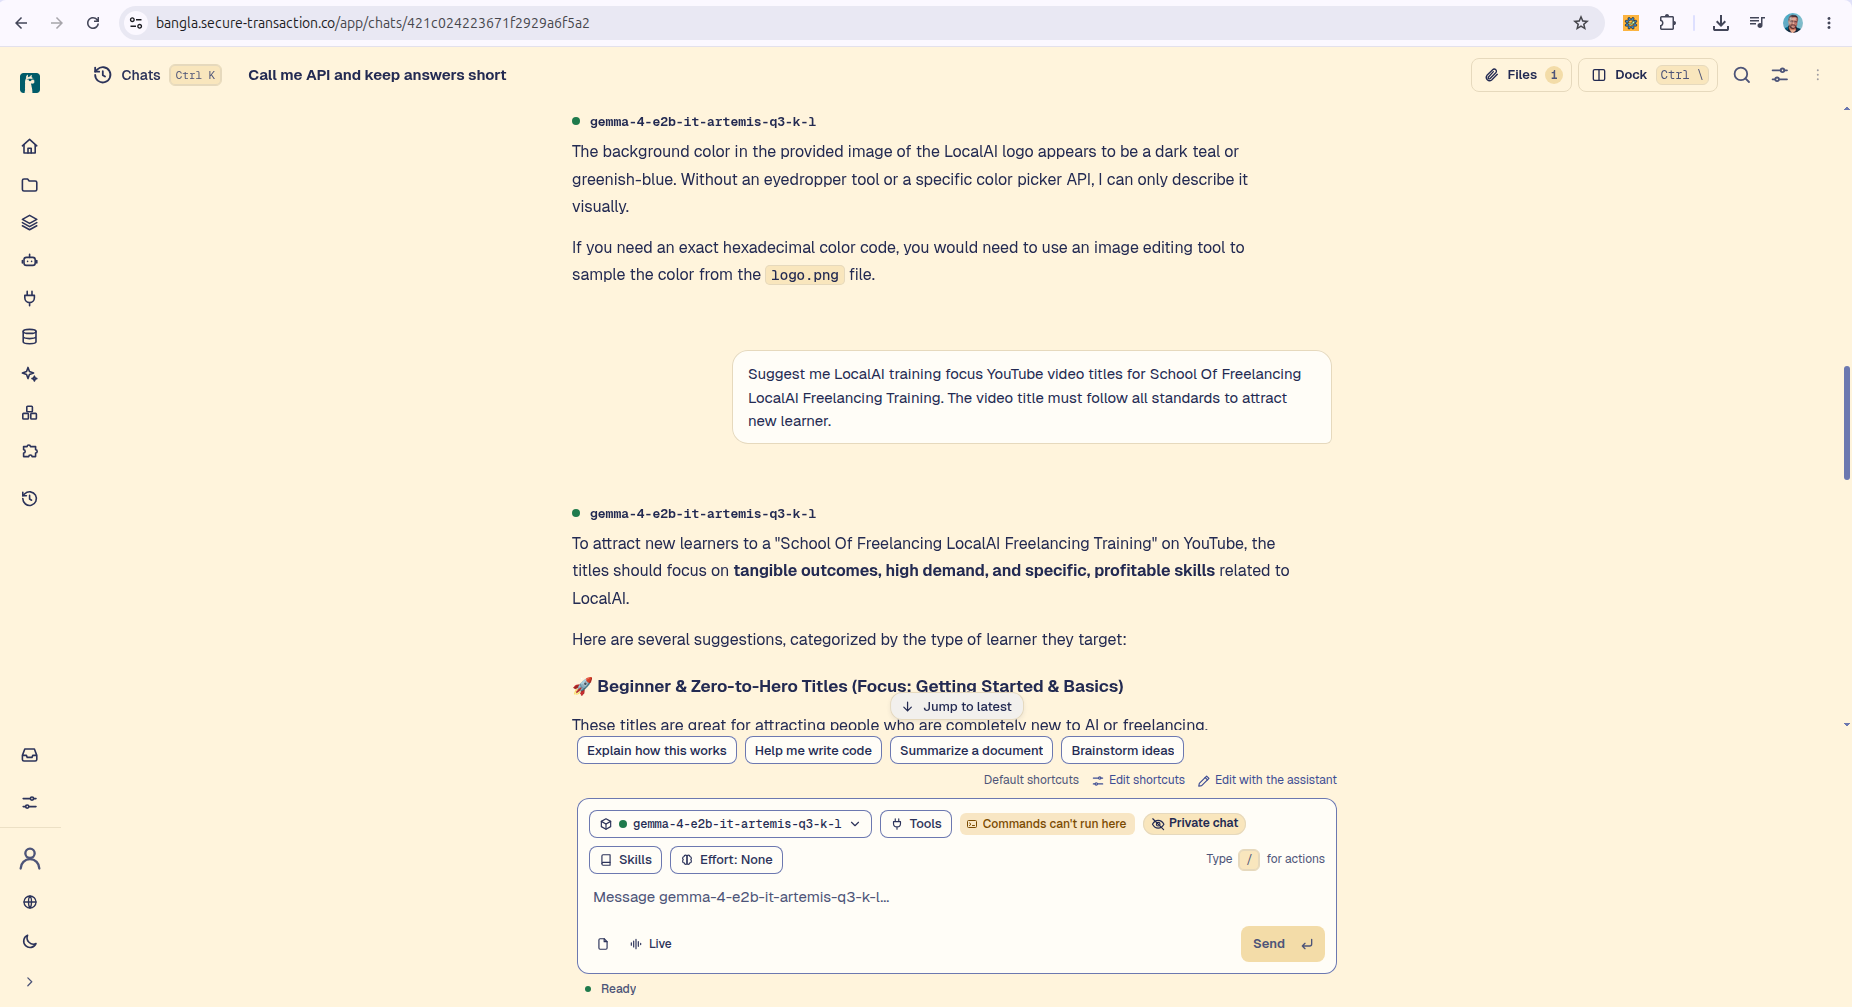 bangla.secure-transaction.co/app/chats/421c024223671f2929a6f5a2
Chats Ctrl K Call me API and keep answers short Files 1 Dock Ctrl \
gemma-4-e2b-it-artemis-q3-k-l
The background color in the provided image of the LocalAI logo appears to be a dark teal or
greenish-blue. Without an eyedropper tool or a specific color picker API, I can only describe it
visually.
If you need an exact hexadecimal color code, you would need to use an image editing tool to
sample the color from the logo.png file.
Suggest me LocalAI training focus YouTube video titles for School Of Freelancing
LocalAI Freelancing Training. The video title must follow all standards to attract
new learner.
gemma-4-e2b-it-artemis-q3-k-l
To attract new learners to a "School Of Freelancing LocalAI Freelancing Training" on YouTube, the
titles should focus on tangible outcomes, high demand, and specific, profitable skills related to
LocalAI.
Here are several suggestions, categorized by the type of learner they target:
🚀 Beginner & Zero-to-Hero Titles (Focus: Getting Started & Basics)
Jump to latest
These titles are great for attracting people who are completely new to AI or freelancing.
Explain how this works Help me write code Summarize a document Brainstorm ideas
Default shortcuts Edit shortcuts Edit with the assistant
gemma-4-e2b-it-artemis-q3-k-l Tools Commands can't run here Private chat
Skills Effort: None Type / for actions
Message gemma-4-e2b-it-artemis-q3-k-l...
Live Send
Ready